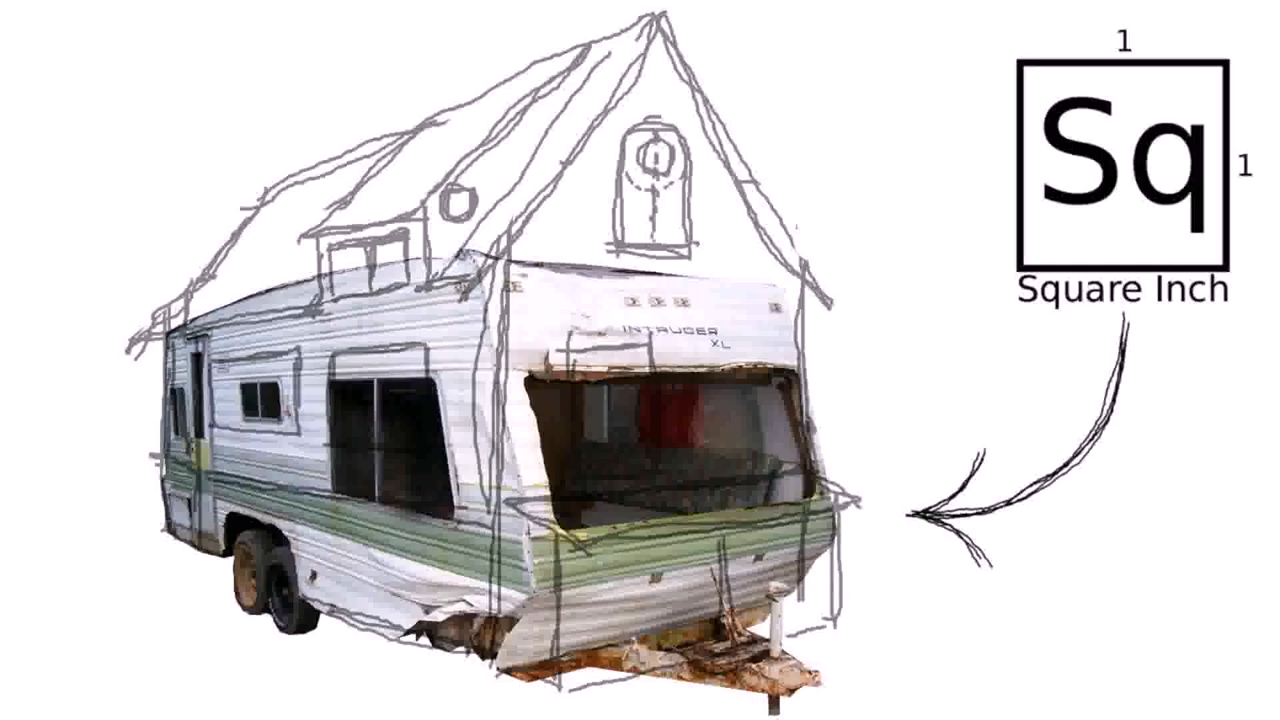 1
Sq
1
Square Inch
INTRUDER
XL